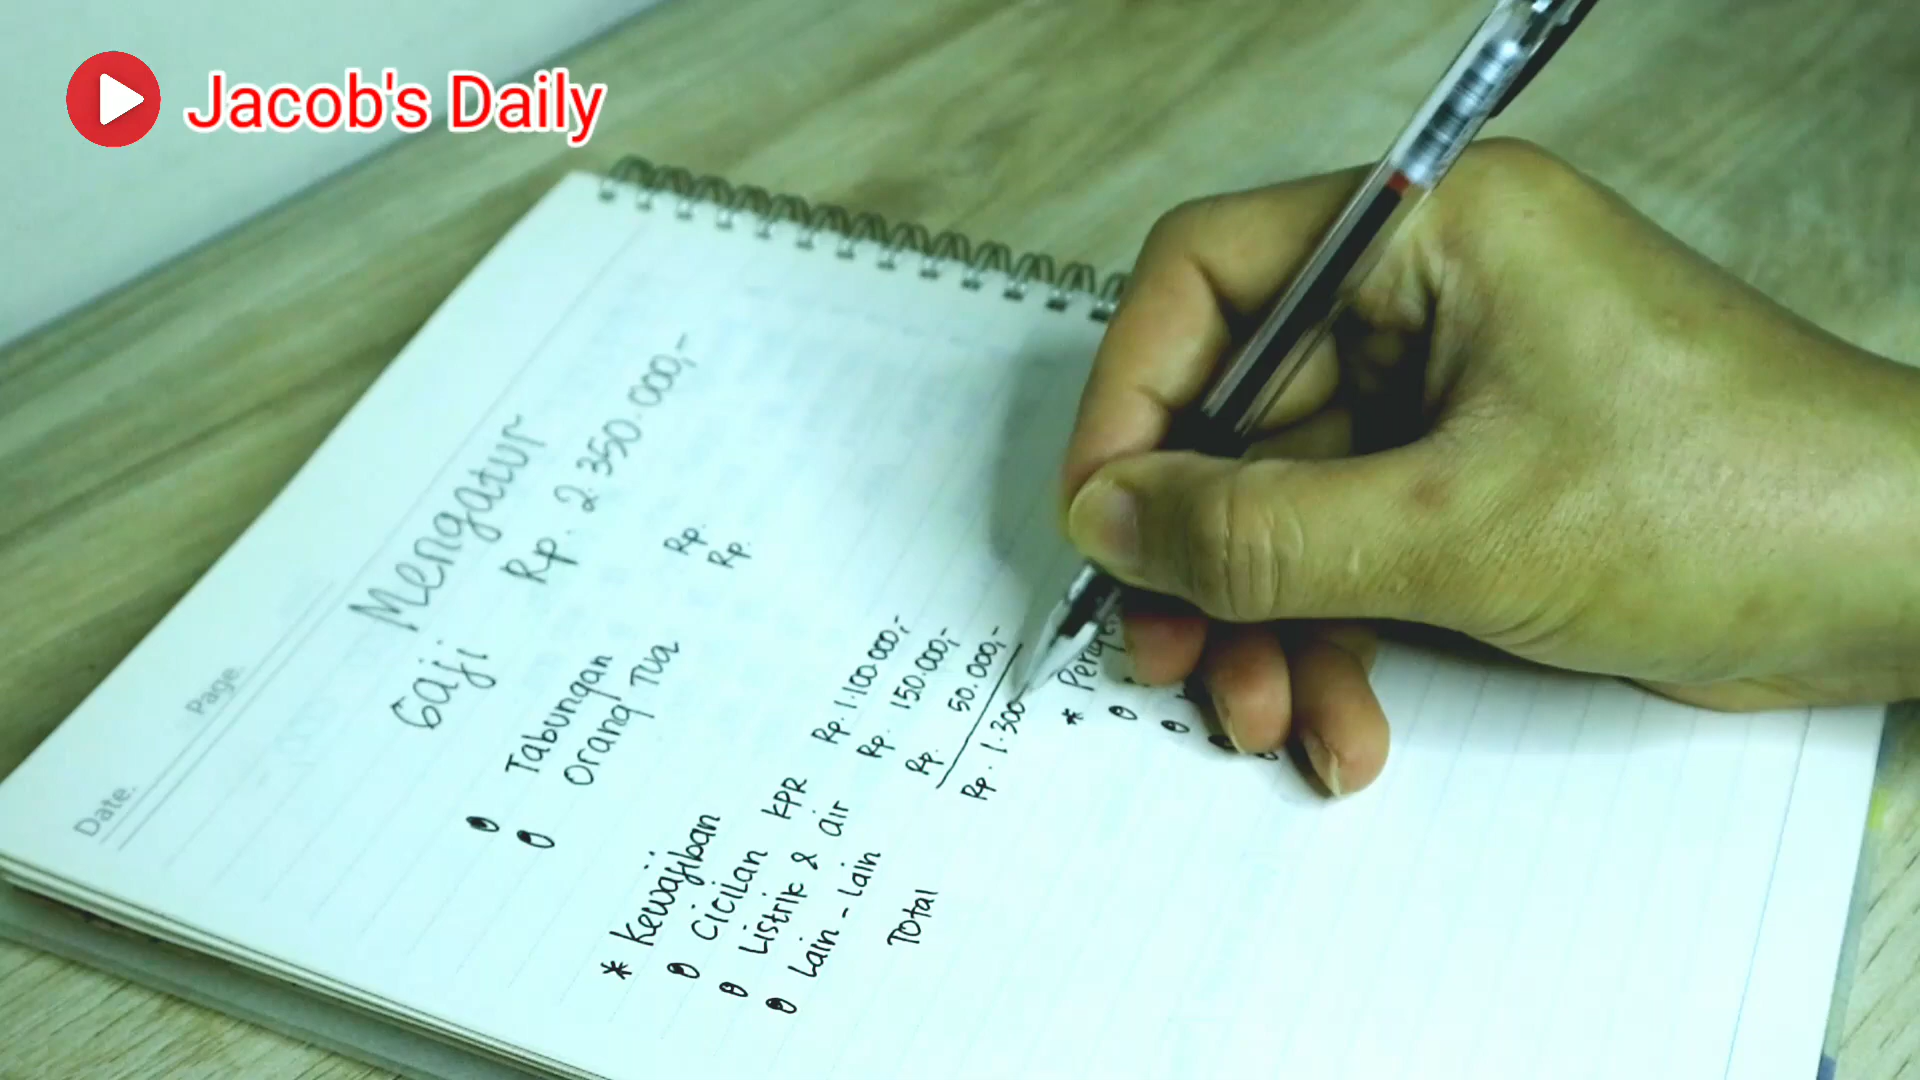 Jacob's Daily
Date. Page.
Mengatur
Gaji Rp. 2.350.000,-
Tabungan Rp.
Orang Tua Rp.
* Kewajiban
Cicilan KPR Rp. 1.100.000,-
Listrik & air Rp. 150.000,-
Lain - Lain Rp. 50.000,-
Total Rp. 1.300
*